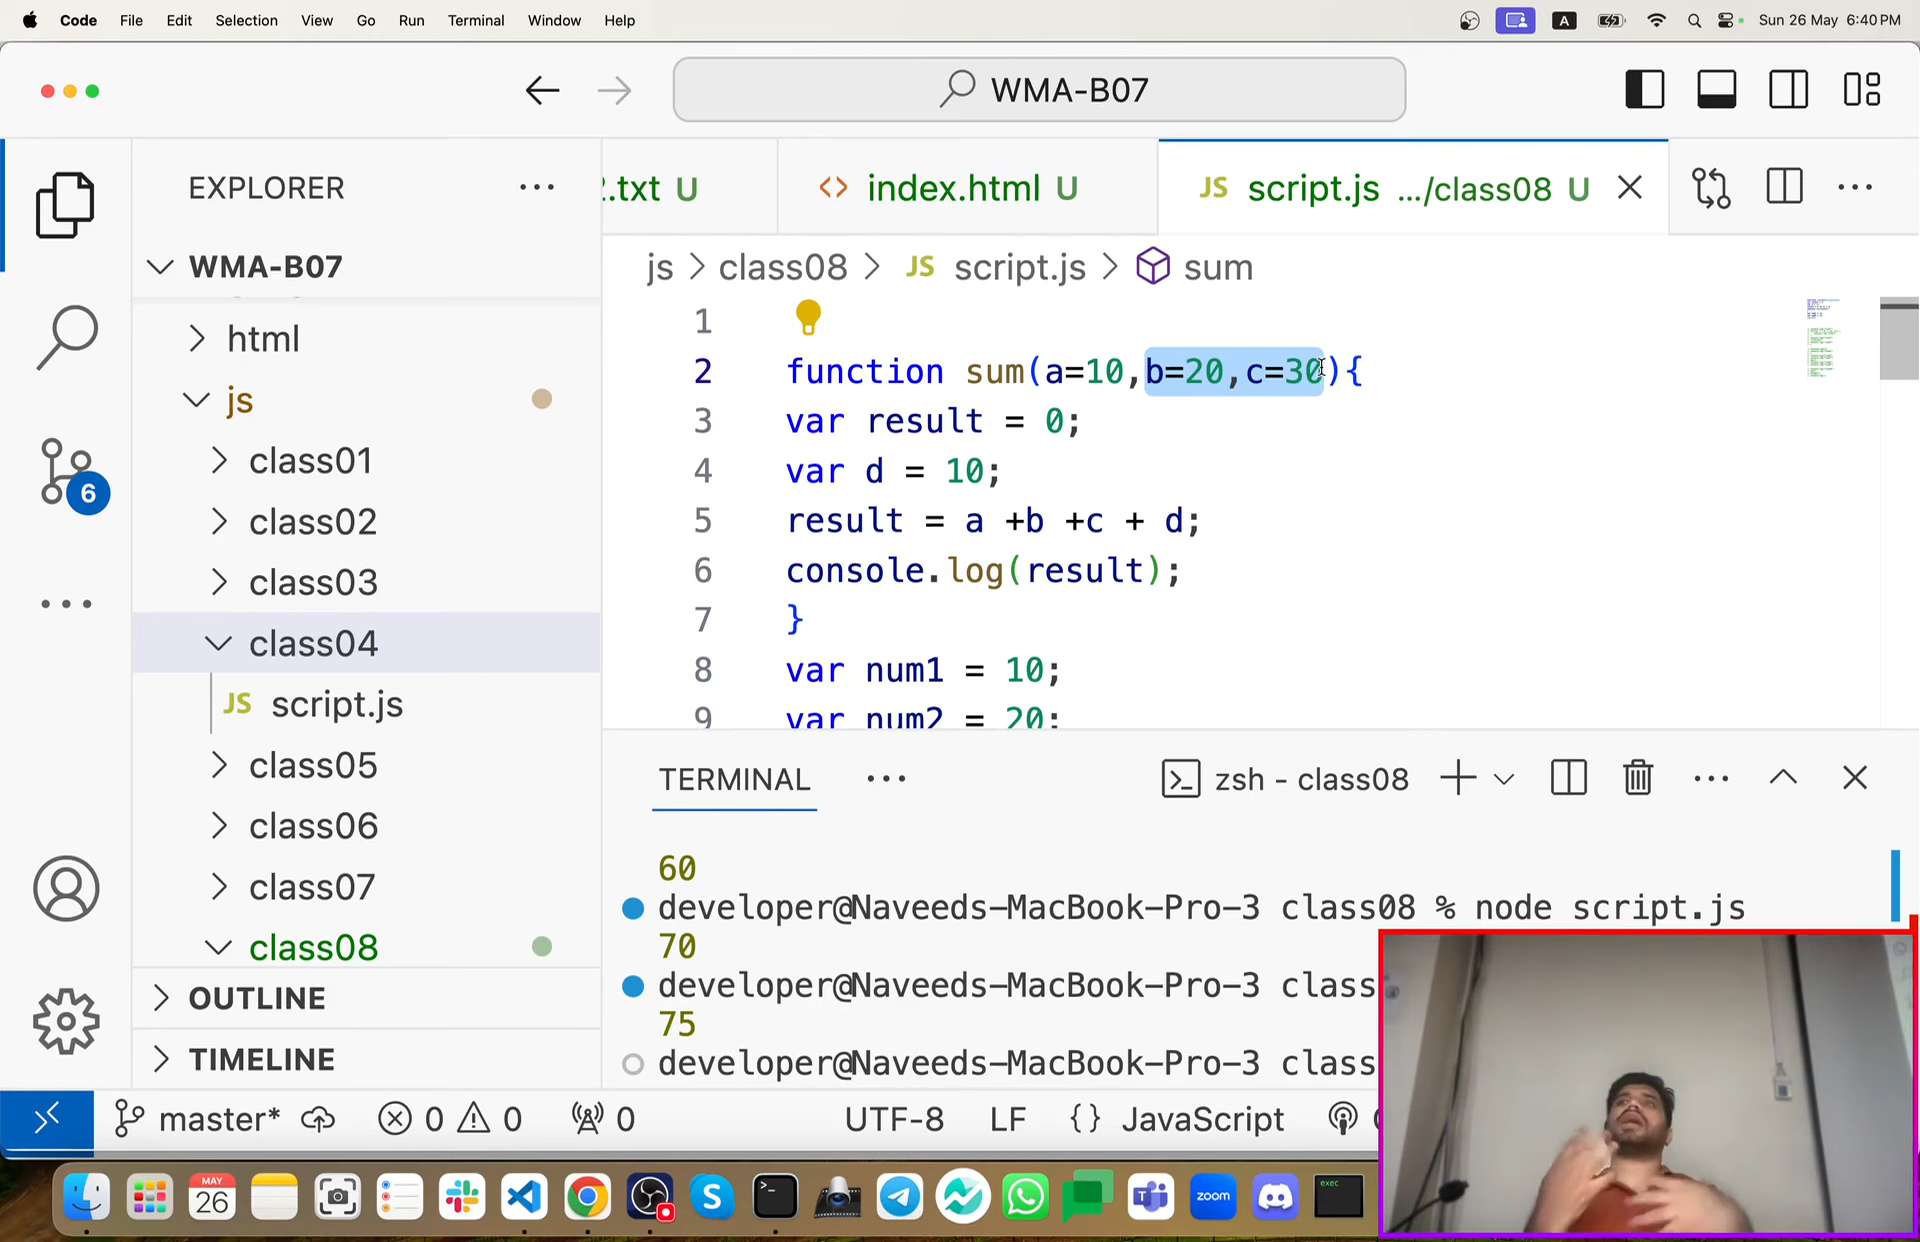 Code File Edit Selection View Go Run Terminal Window Help A Sun 26 May 6:40 PM
WMA-B07
EXPLORER
WMA-B07
html
js
class01
class02
class03
class04
JS script.js
class05
class06
class07
class08
OUTLINE
TIMELINE
6
2.txt U
<> index.html U
JS script.js .../class08 U
js > class08 > JS script.js > sum
1
2 function sum(a=10,b=20,c=30){
3 var result = 0;
4 var d = 10;
5 result = a +b +c + d;
6 console.log(result);
7 }
8 var num1 = 10;
9 var num2 = 20;
TERMINAL
zsh - class08
60
developer@Naveeds-MacBook-Pro-3 class08 % node script.js
70
developer@Naveeds-MacBook-Pro-3 class
75
developer@Naveeds-MacBook-Pro-3 class
master* 0 0 0 UTF-8 LF {} JavaScript
MAY
26
S
T
zoom
exec